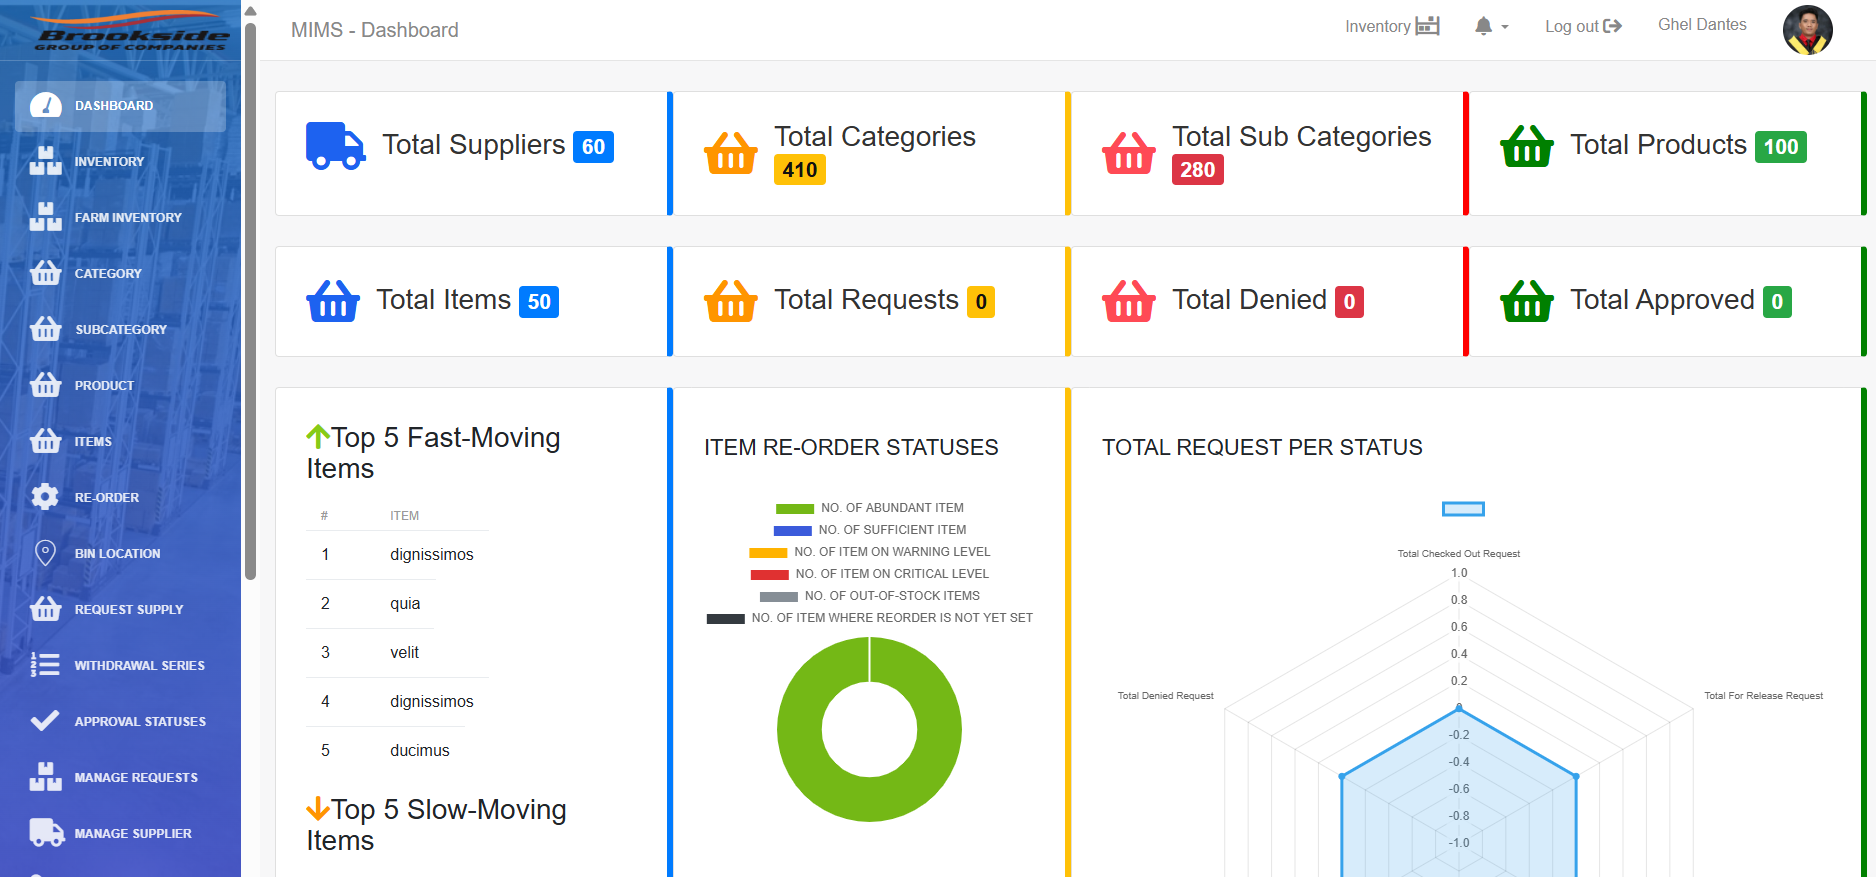 Brookside
GROUP OF COMPANIES
MIMS - Dashboard
Inventory
Log out
Ghel Dantes
DASHBOARD
INVENTORY
FARM INVENTORY
CATEGORY
SUBCATEGORY
PRODUCT
ITEMS
RE-ORDER
BIN LOCATION
REQUEST SUPPLY
WITHDRAWAL SERIES
APPROVAL STATUSES
MANAGE REQUESTS
MANAGE SUPPLIER
Total Suppliers 60
Total Categories
410
Total Sub Categories
280
Total Products 100
Total Items 50
Total Requests 0
Total Denied 0
Total Approved 0
Top 5 Fast-Moving
Items
# ITEM
1 dignissimos
2 quia
3 velit
4 dignissimos
5 ducimus
Top 5 Slow-Moving
Items
ITEM RE-ORDER STATUSES
NO. OF ABUNDANT ITEM
NO. OF SUFFICIENT ITEM
NO. OF ITEM ON WARNING LEVEL
NO. OF ITEM ON CRITICAL LEVEL
NO. OF OUT-OF-STOCK ITEMS
NO. OF ITEM WHERE REORDER IS NOT YET SET
TOTAL REQUEST PER STATUS
Total Checked Out Request
1.0
0.8
0.6
0.4
0.2
Total Denied Request
Total For Release Request
0
-0.2
-0.4
-0.6
-0.8
-1.0